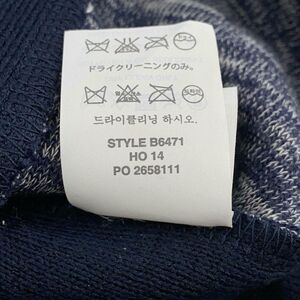 ドライクリーニングのみ。
드라이클리닝 하시오.
STYLE B6471
HO 14
PO 2658111